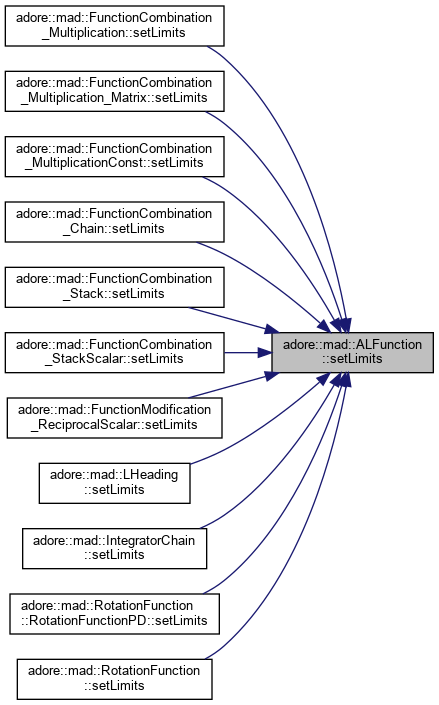 adore::mad::FunctionCombination
_Multiplication::setLimits
adore::mad::FunctionCombination
_Multiplication_Matrix::setLimits
adore::mad::FunctionCombination
_MultiplicationConst::setLimits
adore::mad::FunctionCombination
_Chain::setLimits
adore::mad::FunctionCombination
_Stack::setLimits
adore::mad::FunctionCombination
_StackScalar::setLimits
adore::mad::ALFunction
::setLimits
adore::mad::FunctionModification
_ReciprocalScalar::setLimits
adore::mad::LHeading
::setLimits
adore::mad::IntegratorChain
::setLimits
adore::mad::RotationFunction
::RotationFunctionPD::setLimits
adore::mad::RotationFunction
::setLimits